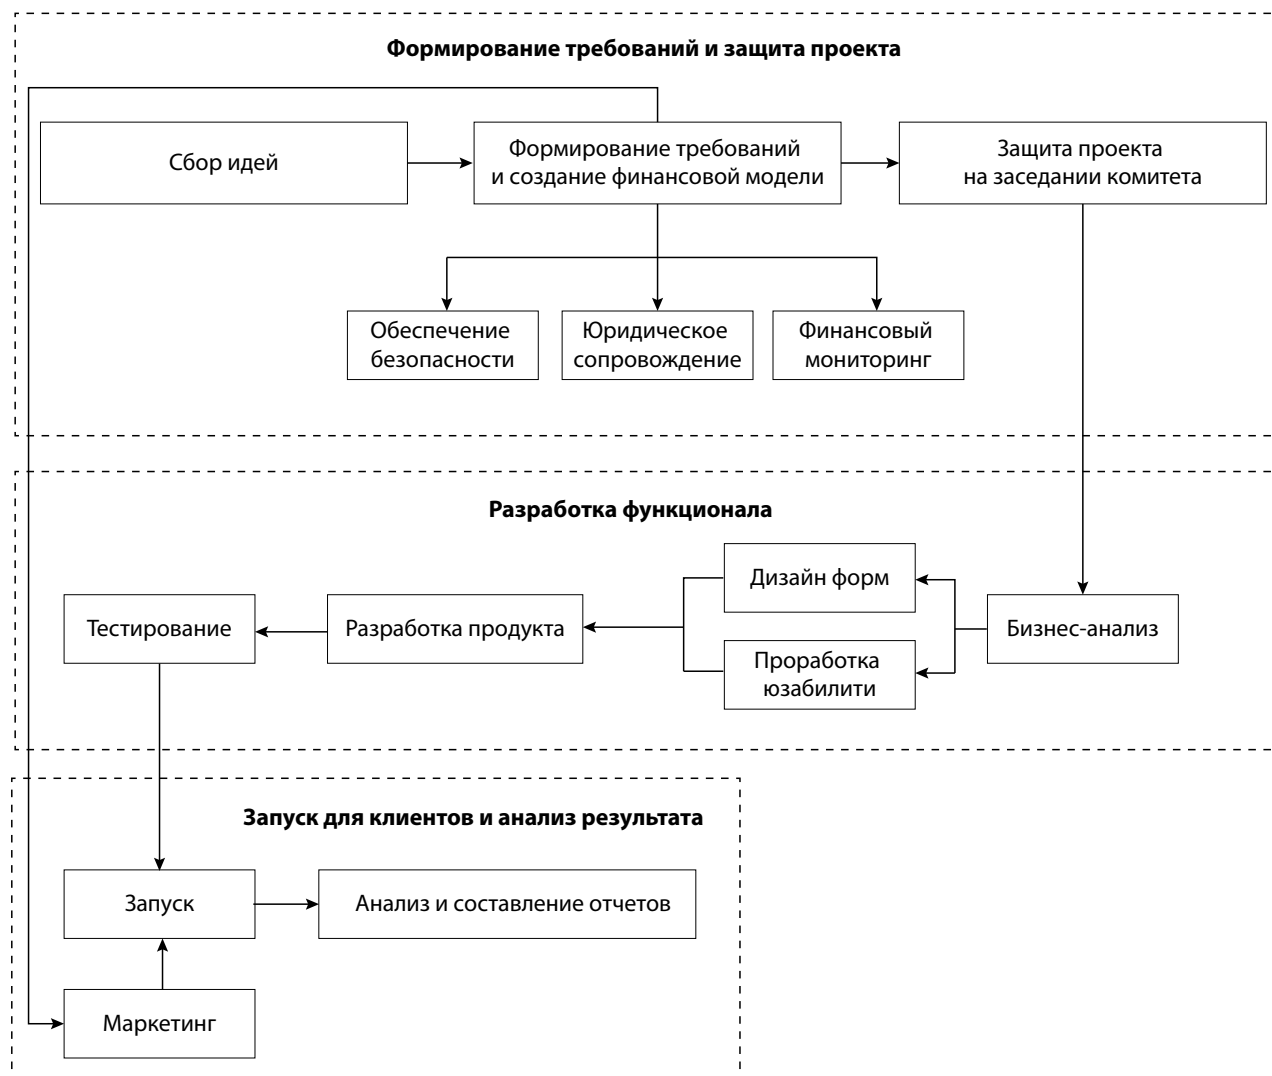 Формирование требований и защита проекта
Сбор идей
Формирование требований
и создание финансовой модели
Защита проекта
на заседании комитета
Обеспечение
безопасности
Юридическое
сопровождение
Финансовый
мониторинг
Разработка функционала
Дизайн форм
Тестирование
Разработка продукта
Бизнес-анализ
Проработка
юзабилити
Запуск для клиентов и анализ результата
Запуск
Анализ и составление отчетов
Маркетинг